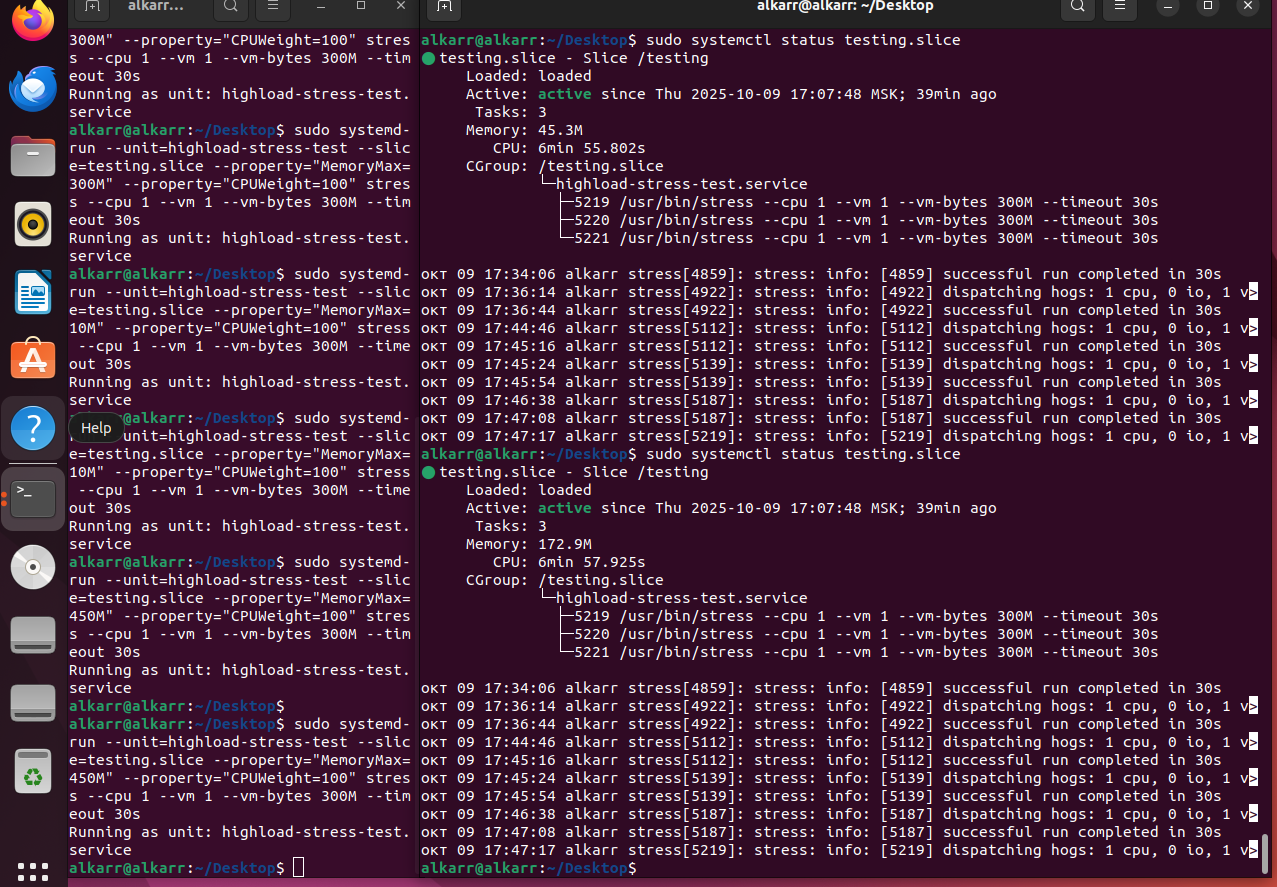 alkarr...
300M" --property="CPUWeight=100" stres
s --cpu 1 --vm 1 --vm-bytes 300M --tim
eout 30s
Running as unit: highload-stress-test.
service
alkarr@alkarr:~/Desktop$ sudo systemd-
run --unit=highload-stress-test --slic
e=testing.slice --property="MemoryMax=
300M" --property="CPUWeight=100" stres
s --cpu 1 --vm 1 --vm-bytes 300M --tim
eout 30s
Running as unit: highload-stress-test.
service
alkarr@alkarr:~/Desktop$ sudo systemd-
run --unit=highload-stress-test --slic
e=testing.slice --property="MemoryMax=
10M" --property="CPUWeight=100" stress
 --cpu 1 --vm 1 --vm-bytes 300M --time
out 30s
Running as unit: highload-stress-test.
service
@alkarr:~/Desktop$ sudo systemd-
Help
unit=highload-stress-test --slic
e=testing.slice --property="MemoryMax=
10M" --property="CPUWeight=100" stress
 --cpu 1 --vm 1 --vm-bytes 300M --time
out 30s
Running as unit: highload-stress-test.
service
alkarr@alkarr:~/Desktop$ sudo systemd-
run --unit=highload-stress-test --slic
e=testing.slice --property="MemoryMax=
450M" --property="CPUWeight=100" stres
s --cpu 1 --vm 1 --vm-bytes 300M --tim
eout 30s
Running as unit: highload-stress-test.
service
alkarr@alkarr:~/Desktop$
alkarr@alkarr:~/Desktop$ sudo systemd-
run --unit=highload-stress-test --slic
e=testing.slice --property="MemoryMax=
450M" --property="CPUWeight=100" stres
s --cpu 1 --vm 1 --vm-bytes 300M --tim
eout 30s
Running as unit: highload-stress-test.
service
alkarr@alkarr:~/Desktop$
alkarr@alkarr: ~/Desktop
alkarr@alkarr:~/Desktop$ sudo systemctl status testing.slice
● testing.slice - Slice /testing
Loaded: loaded
Active: active since Thu 2025-10-09 17:07:48 MSK; 39min ago
Tasks: 3
Memory: 45.3M
CPU: 6min 55.802s
CGroup: /testing.slice
└─highload-stress-test.service
├─5219 /usr/bin/stress --cpu 1 --vm 1 --vm-bytes 300M --timeout 30s
├─5220 /usr/bin/stress --cpu 1 --vm 1 --vm-bytes 300M --timeout 30s
└─5221 /usr/bin/stress --cpu 1 --vm 1 --vm-bytes 300M --timeout 30s
окт 09 17:34:06 alkarr stress[4859]: stress: info: [4859] successful run completed in 30s
окт 09 17:36:14 alkarr stress[4922]: stress: info: [4922] dispatching hogs: 1 cpu, 0 io, 1 v>
окт 09 17:36:44 alkarr stress[4922]: stress: info: [4922] successful run completed in 30s
окт 09 17:44:46 alkarr stress[5112]: stress: info: [5112] dispatching hogs: 1 cpu, 0 io, 1 v>
окт 09 17:45:16 alkarr stress[5112]: stress: info: [5112] successful run completed in 30s
окт 09 17:45:24 alkarr stress[5139]: stress: info: [5139] dispatching hogs: 1 cpu, 0 io, 1 v>
окт 09 17:45:54 alkarr stress[5139]: stress: info: [5139] successful run completed in 30s
окт 09 17:46:38 alkarr stress[5187]: stress: info: [5187] dispatching hogs: 1 cpu, 0 io, 1 v>
окт 09 17:47:08 alkarr stress[5187]: stress: info: [5187] successful run completed in 30s
окт 09 17:47:17 alkarr stress[5219]: stress: info: [5219] dispatching hogs: 1 cpu, 0 io, 1 v>
alkarr@alkarr:~/Desktop$ sudo systemctl status testing.slice
● testing.slice - Slice /testing
Loaded: loaded
Active: active since Thu 2025-10-09 17:07:48 MSK; 39min ago
Tasks: 3
Memory: 172.9M
CPU: 6min 57.925s
CGroup: /testing.slice
└─highload-stress-test.service
├─5219 /usr/bin/stress --cpu 1 --vm 1 --vm-bytes 300M --timeout 30s
├─5220 /usr/bin/stress --cpu 1 --vm 1 --vm-bytes 300M --timeout 30s
└─5221 /usr/bin/stress --cpu 1 --vm 1 --vm-bytes 300M --timeout 30s
окт 09 17:34:06 alkarr stress[4859]: stress: info: [4859] successful run completed in 30s
окт 09 17:36:14 alkarr stress[4922]: stress: info: [4922] dispatching hogs: 1 cpu, 0 io, 1 v>
окт 09 17:36:44 alkarr stress[4922]: stress: info: [4922] successful run completed in 30s
окт 09 17:44:46 alkarr stress[5112]: stress: info: [5112] dispatching hogs: 1 cpu, 0 io, 1 v>
окт 09 17:45:16 alkarr stress[5112]: stress: info: [5112] successful run completed in 30s
окт 09 17:45:24 alkarr stress[5139]: stress: info: [5139] dispatching hogs: 1 cpu, 0 io, 1 v>
окт 09 17:45:54 alkarr stress[5139]: stress: info: [5139] successful run completed in 30s
окт 09 17:46:38 alkarr stress[5187]: stress: info: [5187] dispatching hogs: 1 cpu, 0 io, 1 v>
окт 09 17:47:08 alkarr stress[5187]: stress: info: [5187] successful run completed in 30s
окт 09 17:47:17 alkarr stress[5219]: stress: info: [5219] dispatching hogs: 1 cpu, 0 io, 1 v>
alkarr@alkarr:~/Desktop$